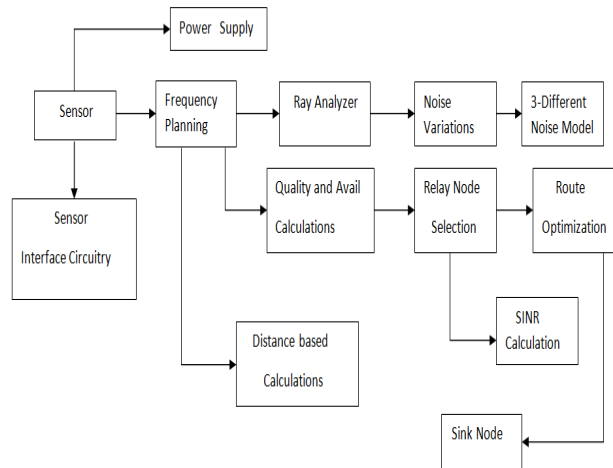 Power Supply
Sensor
Frequency
Planning
Ray Analyzer
Noise
Variations
3-Different
Noise Model
Quality and Avail
Calculations
Relay Node
Selection
Route
Optimization
Sensor
Interface Circuitry
SINR
Calculation
Distance based
Calculations
Sink Node